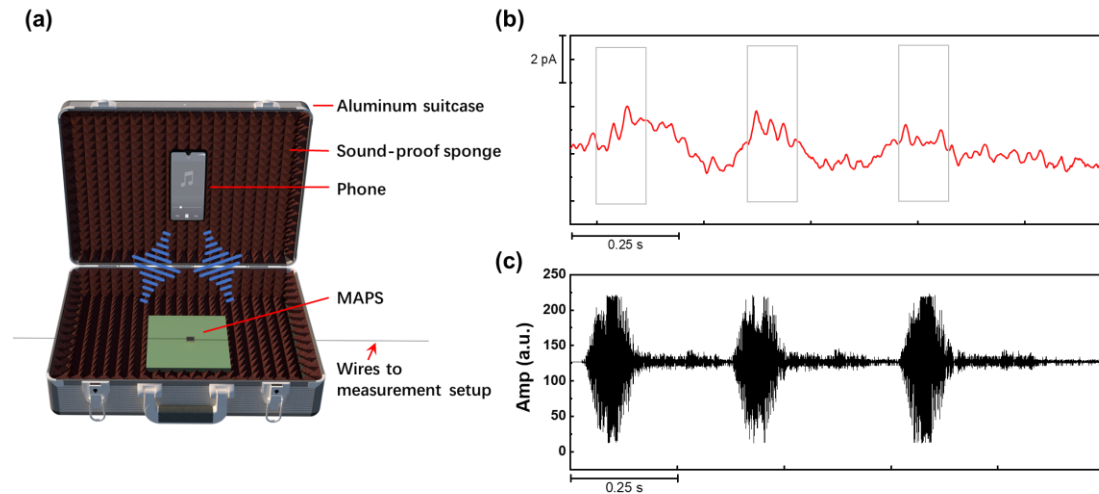 (a)
Aluminum suitcase
Sound-proof sponge
Phone
MAPS
Wires to
measurement setup
(b)
2 pA
0.25 s
(c)
Amp (a.u.)
250
200
150
100
50
0
0.25 s